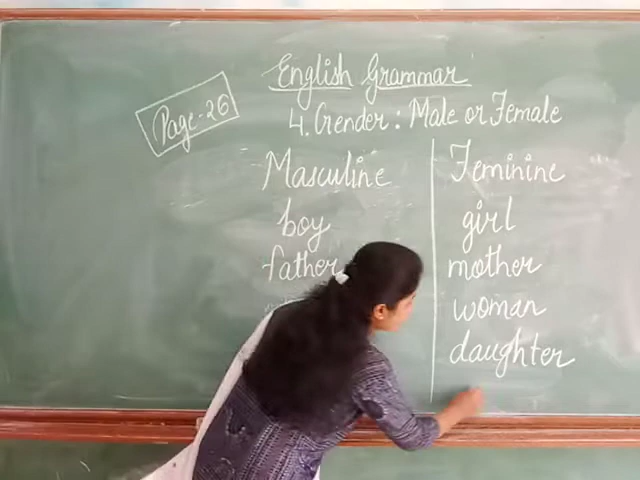 English Grammar
Page-26
4. Gender: Male or Female
Masculine Feminine
boy girl
father mother
woman
daughter